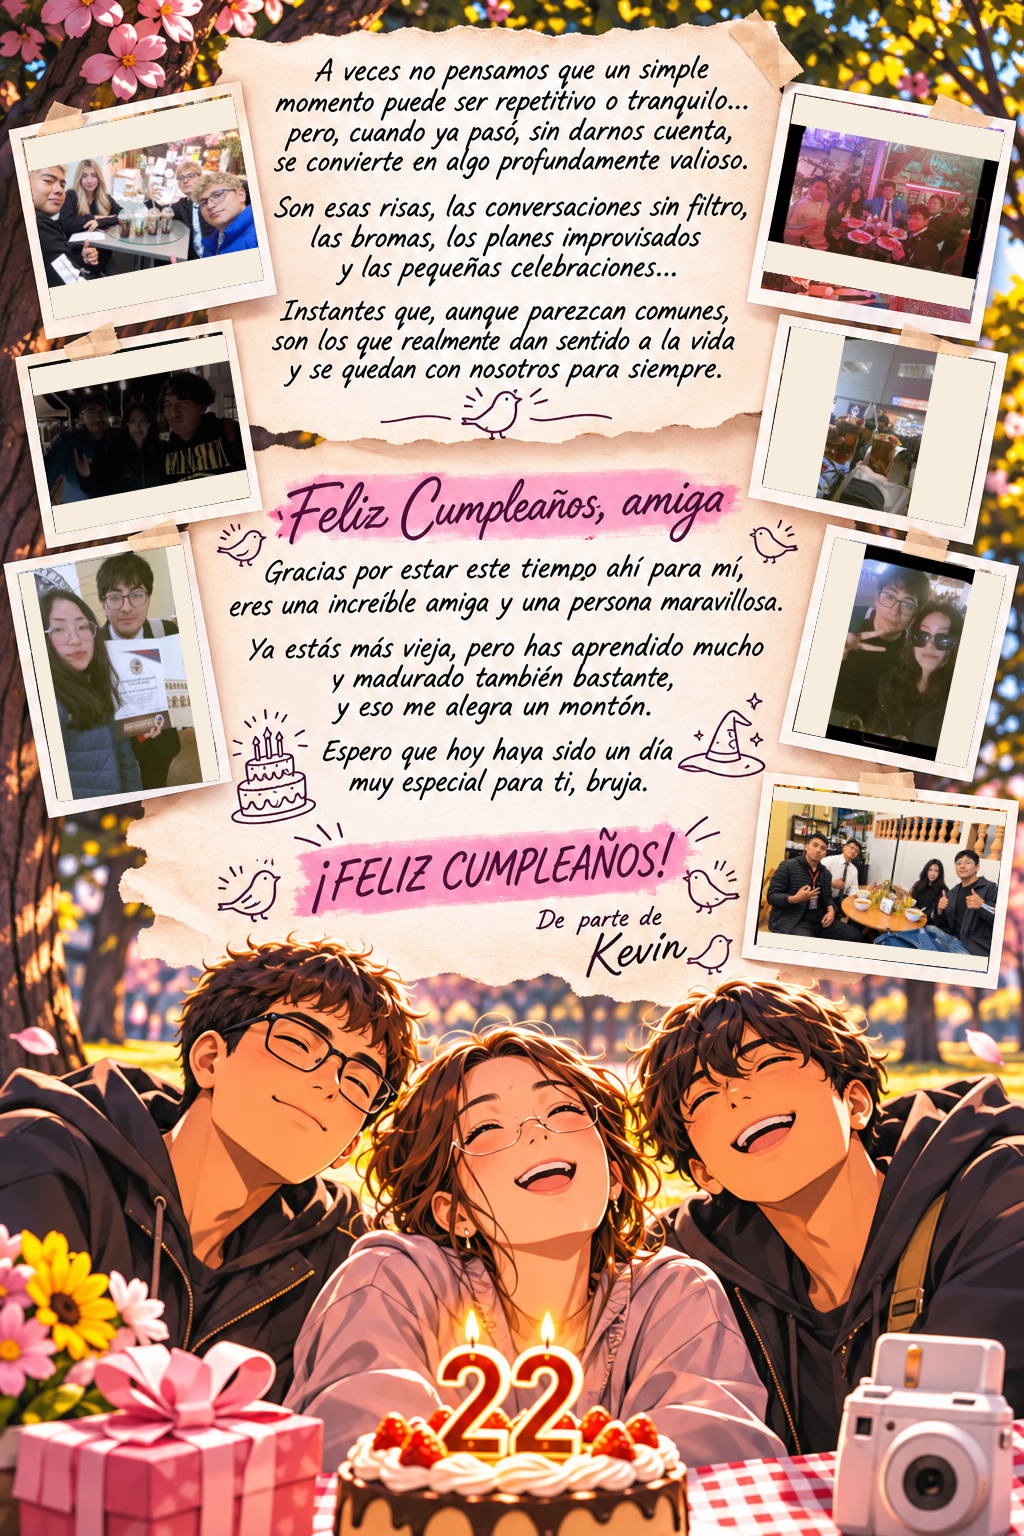 A veces no pensamos que un simple
momento puede ser repetitivo o tranquilo...
pero, cuando ya pasó, sin darnos cuenta,
se convierte en algo profundamente valioso.
Son esas risas, las conversaciones sin filtro,
las bromas, los planes improvisados
y las pequeñas celebraciones...
Instantes que, aunque parezcan comunes,
son los que realmente dan sentido a la vida
y se quedan con nosotros para siempre.
Feliz Cumpleaños, amiga
Gracias por estar este tiempo ahí para mí,
eres una increíble amiga y una persona maravillosa.
Ya estás más vieja, pero has aprendido mucho
y madurado también bastante,
y eso me alegra un montón.
Espero que hoy haya sido un día
muy especial para ti, bruja.
¡FELIZ CUMPLEAÑOS!
De parte de
Kevin
22